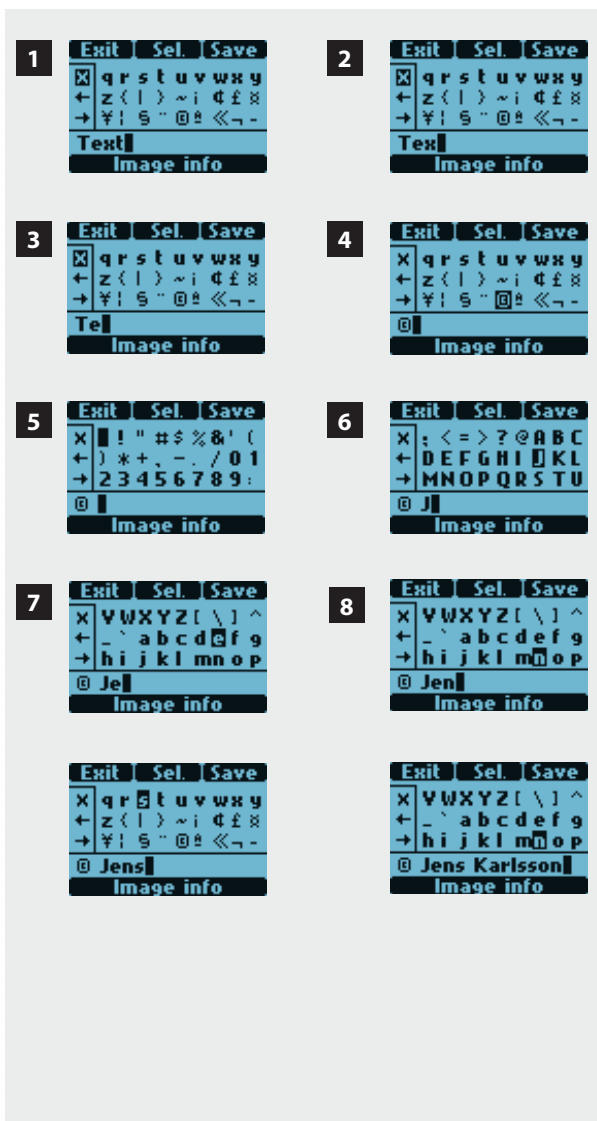 1
Exit Sel. Save
X q r s t u v w x y
← z { | } ~ ¡ ¢ £ ¤
→ ¥ ¦ § ¨ © ª « ¬ -
Text
Image info
2
Exit Sel. Save
X q r s t u v w x y
← z { | } ~ ¡ ¢ £ ¤
→ ¥ ¦ § ¨ © ª « ¬ -
Tex
Image info
3
Exit Sel. Save
X q r s t u v w x y
← z { | } ~ ¡ ¢ £ ¤
→ ¥ ¦ § ¨ © ª « ¬ -
Te
Image info
4
Exit Sel. Save
X q r s t u v w x y
← z { | } ~ ¡ ¢ £ ¤
→ ¥ ¦ § ¨ © ª « ¬ -
©
Image info
5
Exit Sel. Save
X ! " # $ % & ' (
← ) * + , - . / 0 1
→ 2 3 4 5 6 7 8 9 :
©
Image info
6
Exit Sel. Save
X ; < = > ? @ A B C
← D E F G H I J K L
→ M N O P Q R S T U
© J
Image info
7
Exit Sel. Save
X V W X Y Z [ \ ] ^
← _ ` a b c d e f g
→ h i j k l m n o p
© Je
Image info
8
Exit Sel. Save
X V W X Y Z [ \ ] ^
← _ ` a b c d e f g
→ h i j k l m n o p
© Jen
Image info
Exit Sel. Save
X q r s t u v w x y
← z { | } ~ ¡ ¢ £ ¤
→ ¥ ¦ § ¨ © ª « ¬ -
© Jens
Image info
Exit Sel. Save
X V W X Y Z [ \ ] ^
← _ ` a b c d e f g
→ h i j k l m n o p
© Jens Karlsson
Image info